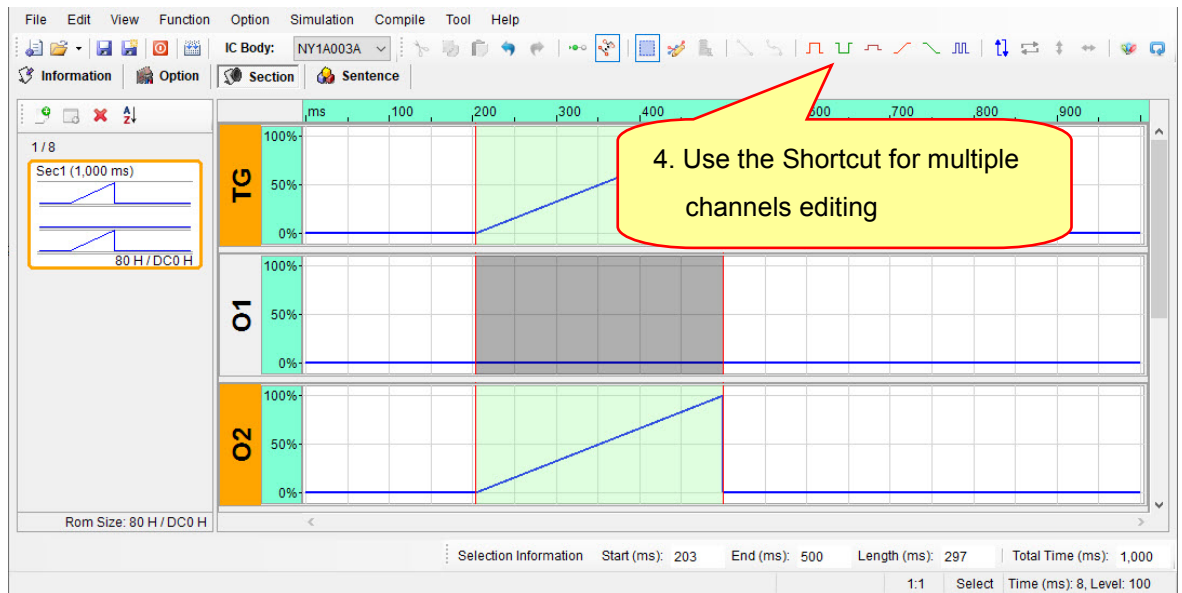 File Edit View Function Option Simulation Compile Tool Help
IC Body: NY1A003A
Information Option Section Sentence
ms 100 200 300 400 600 700 800 900
4. Use the Shortcut for multiple
channels editing
1 / 8
Sec1 (1,000 ms)
80 H / DC0 H
TG
100%
50%
0%
O1
100%
50%
0%
O2
100%
50%
0%
Rom Size: 80 H / DC0 H
Selection Information Start (ms): 203 End (ms): 500 Length (ms): 297 Total Time (ms): 1,000
1:1 Select Time (ms): 8, Level: 100